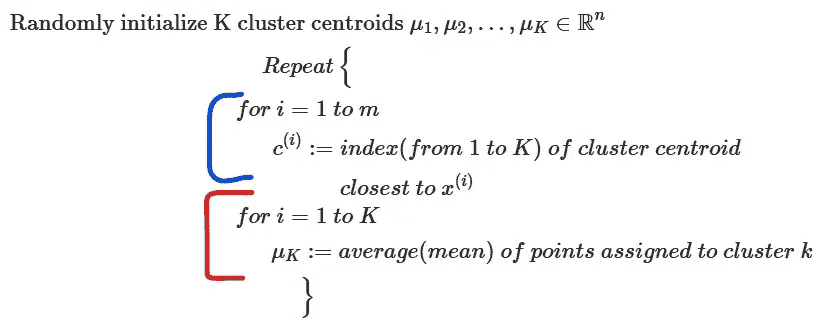 Randomly initialize K cluster centroids μ₁, μ₂, . . . , μ_K ∈ ℝⁿ
Repeat {
for i = 1 to m
c⁽ⁱ⁾ := index(from 1 to K) of cluster centroid
closest to x⁽ⁱ⁾
for i = 1 to K
μ_K := average(mean) of points assigned to cluster k
}